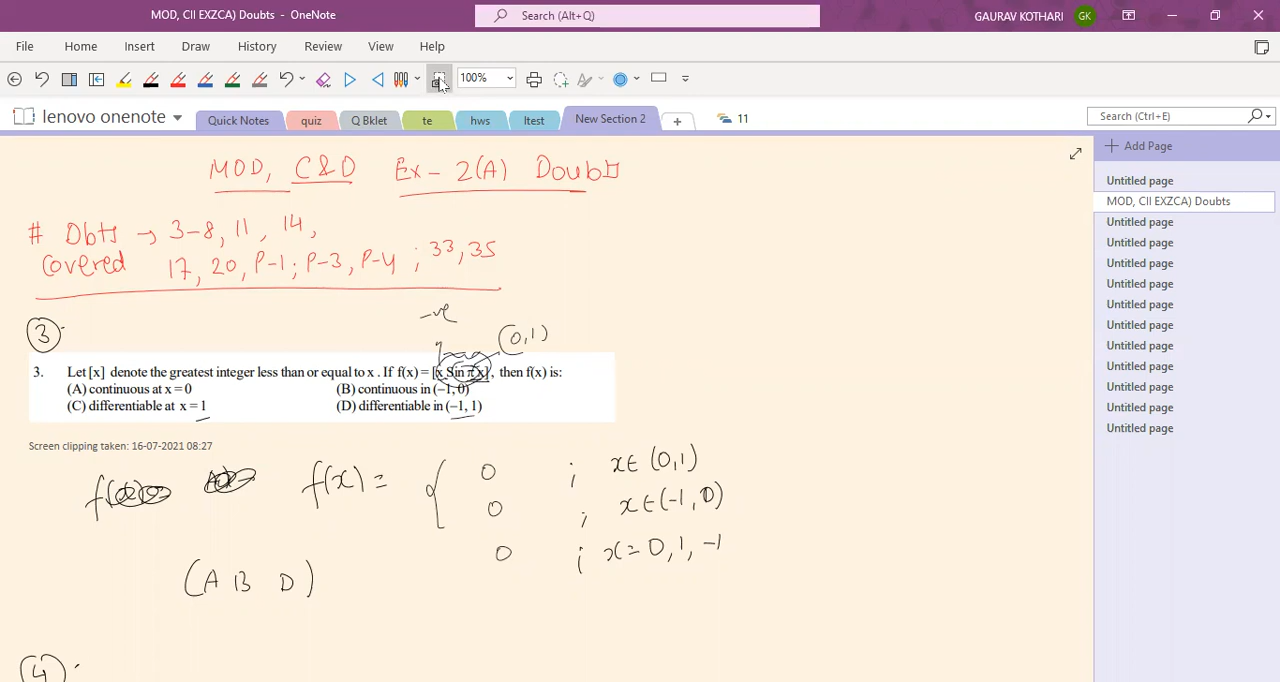 MOD, CII EXZCA) Doubts - OneNote
Search (Alt+Q)
GAURAV KOTHARI GK
File Home Insert Draw History Review View Help
100%
lenovo onenote Quick Notes quiz Q Bklet te hws ltest New Section 2 + 11 Search (Ctrl+E)
Add Page
Untitled page
MOD, CII EXZCA) Doubts
Untitled page
Untitled page
Untitled page
Untitled page
Untitled page
Untitled page
Untitled page
Untitled page
Untitled page
Untitled page
Untitled page
MOD, C&D Ex-2(A) Doubts
# Dbts → 3-8, 11, 14,
Covered 17, 20, P-1; P-3, P-4; 33, 35
-ve
(3) (0,1)
3. Let [x] denote the greatest integer less than or equal to x . If f(x) = [x Sin π x], then f(x) is:
(A) continuous at x = 0 (B) continuous in (–1, 0)
(C) differentiable at x = 1 (D) differentiable in (–1, 1)
Screen clipping taken: 16-07-2021 08:27
f(x) = { 0 ; x∈(0,1)
0 ; x∈(-1,0)
0 ; x=0,1,-1
(A B D)
(4)